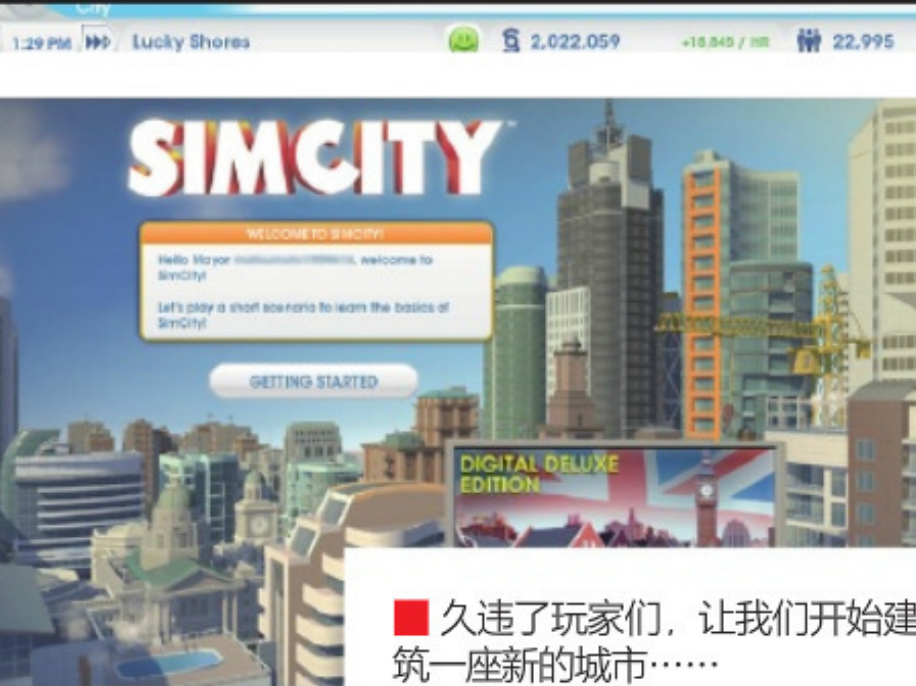 City
1:29 PM Lucky Shores 2,022,059 +18,845 / HR 22,995
SIMCITY™
WELCOME TO SIMCITY!
Hello Mayor , welcome to
SimCity!
Let's play a short scenario to learn the basics of
SimCity!
GETTING STARTED
DIGITAL DELUXE
EDITION
久违了玩家们，让我们开始建
筑一座新的城市……